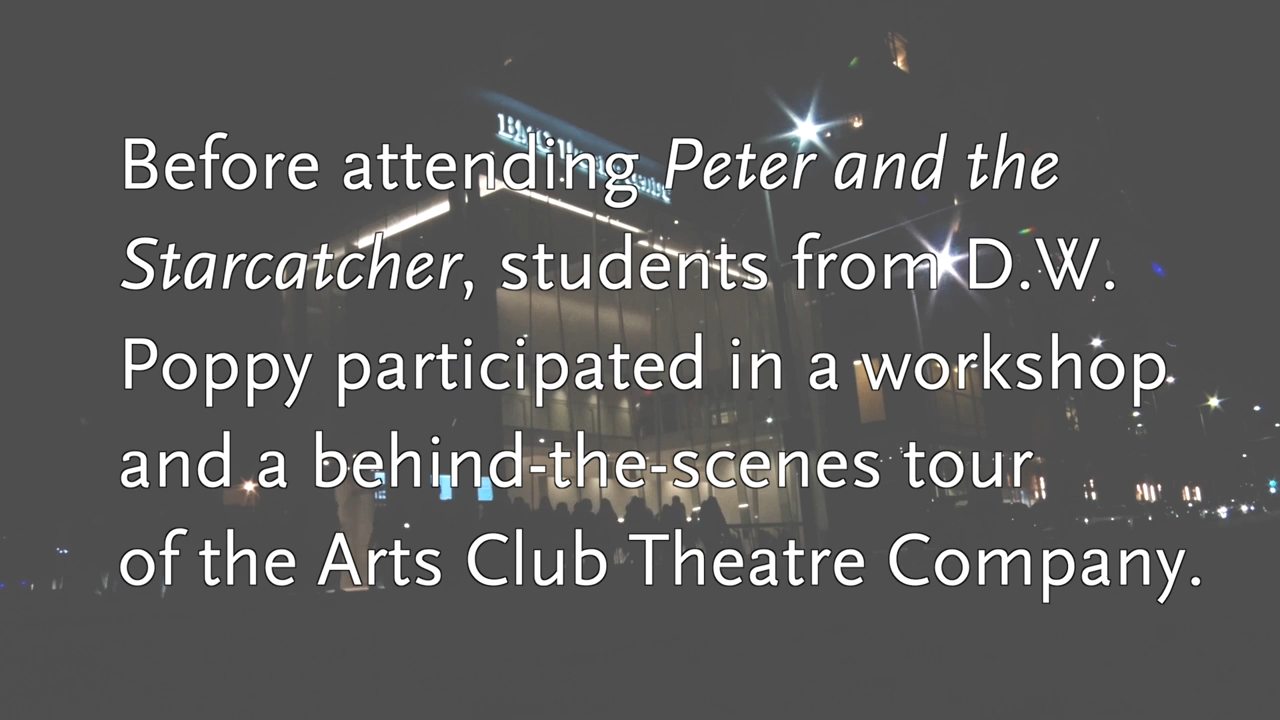 Before attending Peter and the
Starcatcher, students from D.W.
Poppy participated in a workshop
and a behind-the-scenes tour
of the Arts Club Theatre Company.